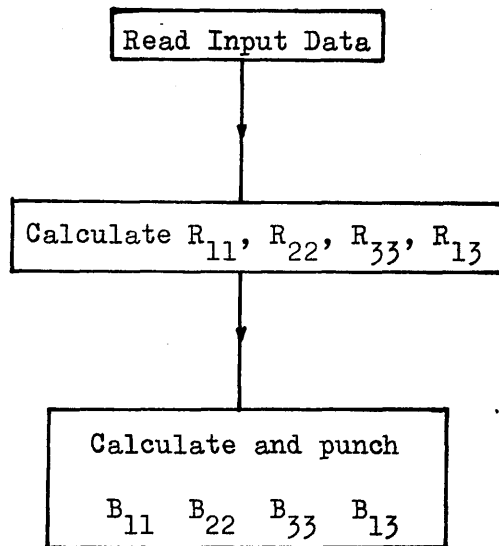 Read Input Data
Calculate R₁₁, R₂₂, R₃₃, R₁₃
Calculate and punch
B₁₁ B₂₂ B₃₃ B₁₃